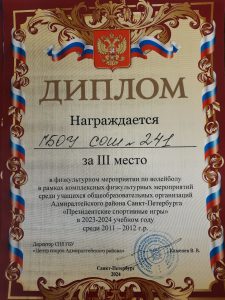 ДИПЛОМ
Награждается
ГБОУ СОШ № 241
за III место
в физкультурном мероприятии по волейболу
в рамках комплексных физкультурных мероприятий
среди учащихся общеобразовательных организаций
Адмиралтейского района Санкт-Петербурга
«Президентские спортивные игры»
в 2023-2024 учебном году
среди 2011 – 2012 г.р.
Директор СПб ГБУ
«Центр спорта Адмиралтейского района»
В. В.
Санкт-Петербург
2024